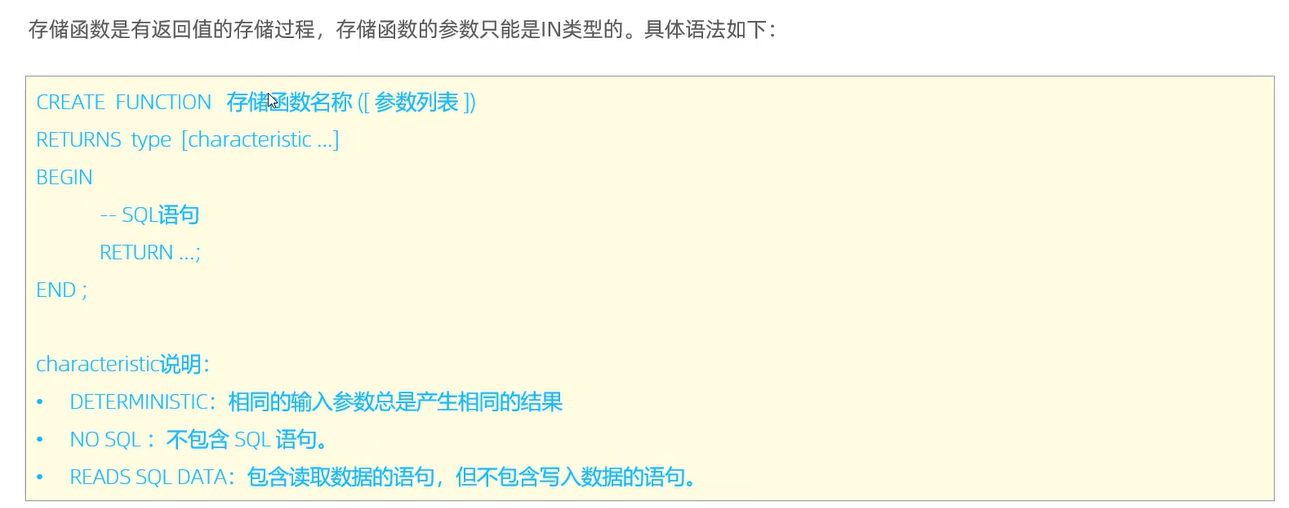 存储函数是有返回值的存储过程，存储函数的参数只能是IN类型的。具体语法如下：
CREATE FUNCTION 存储函数名称 ([ 参数列表 ])
RETURNS type [characteristic ...]
BEGIN
-- SQL语句
RETURN ...;
END ;
characteristic说明：
• DETERMINISTIC：相同的输入参数总是产生相同的结果
• NO SQL ：不包含 SQL 语句。
• READS SQL DATA：包含读取数据的语句，但不包含写入数据的语句。